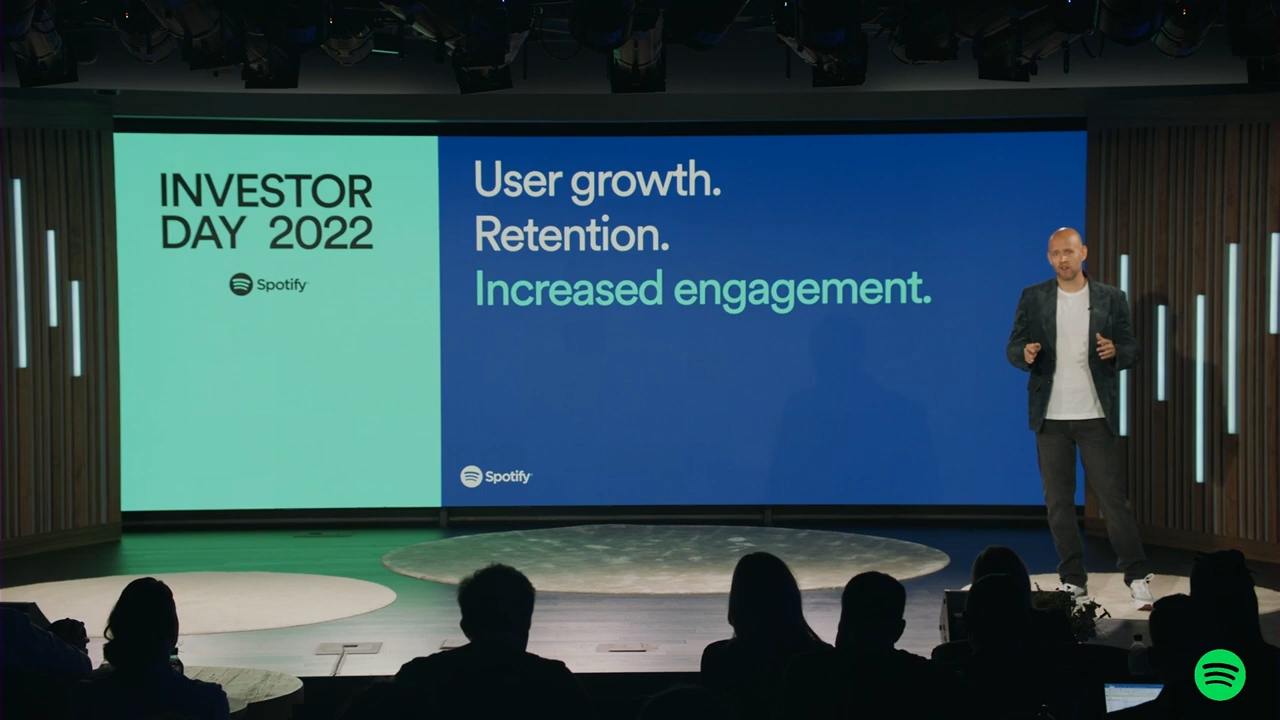 INVESTOR
DAY 2022
Spotify
User growth.
Retention.
Increased engagement.
Spotify